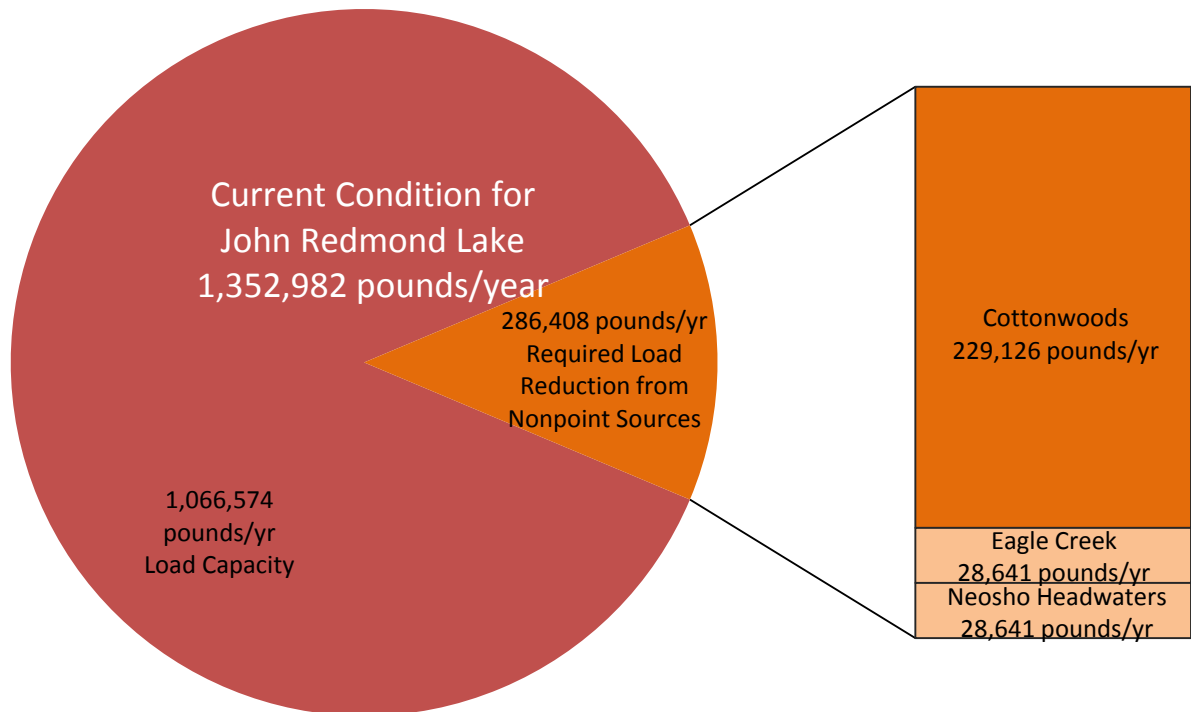 Current Condition for
John Redmond Lake
1,352,982 pounds/year
286,408 pounds/yr
Required Load
Reduction from
Nonpoint Sources
1,066,574
pounds/yr
Load Capacity
Cottonwoods
229,126 pounds/yr
Eagle Creek
28,641 pounds/yr
Neosho Headwaters
28,641 pounds/yr